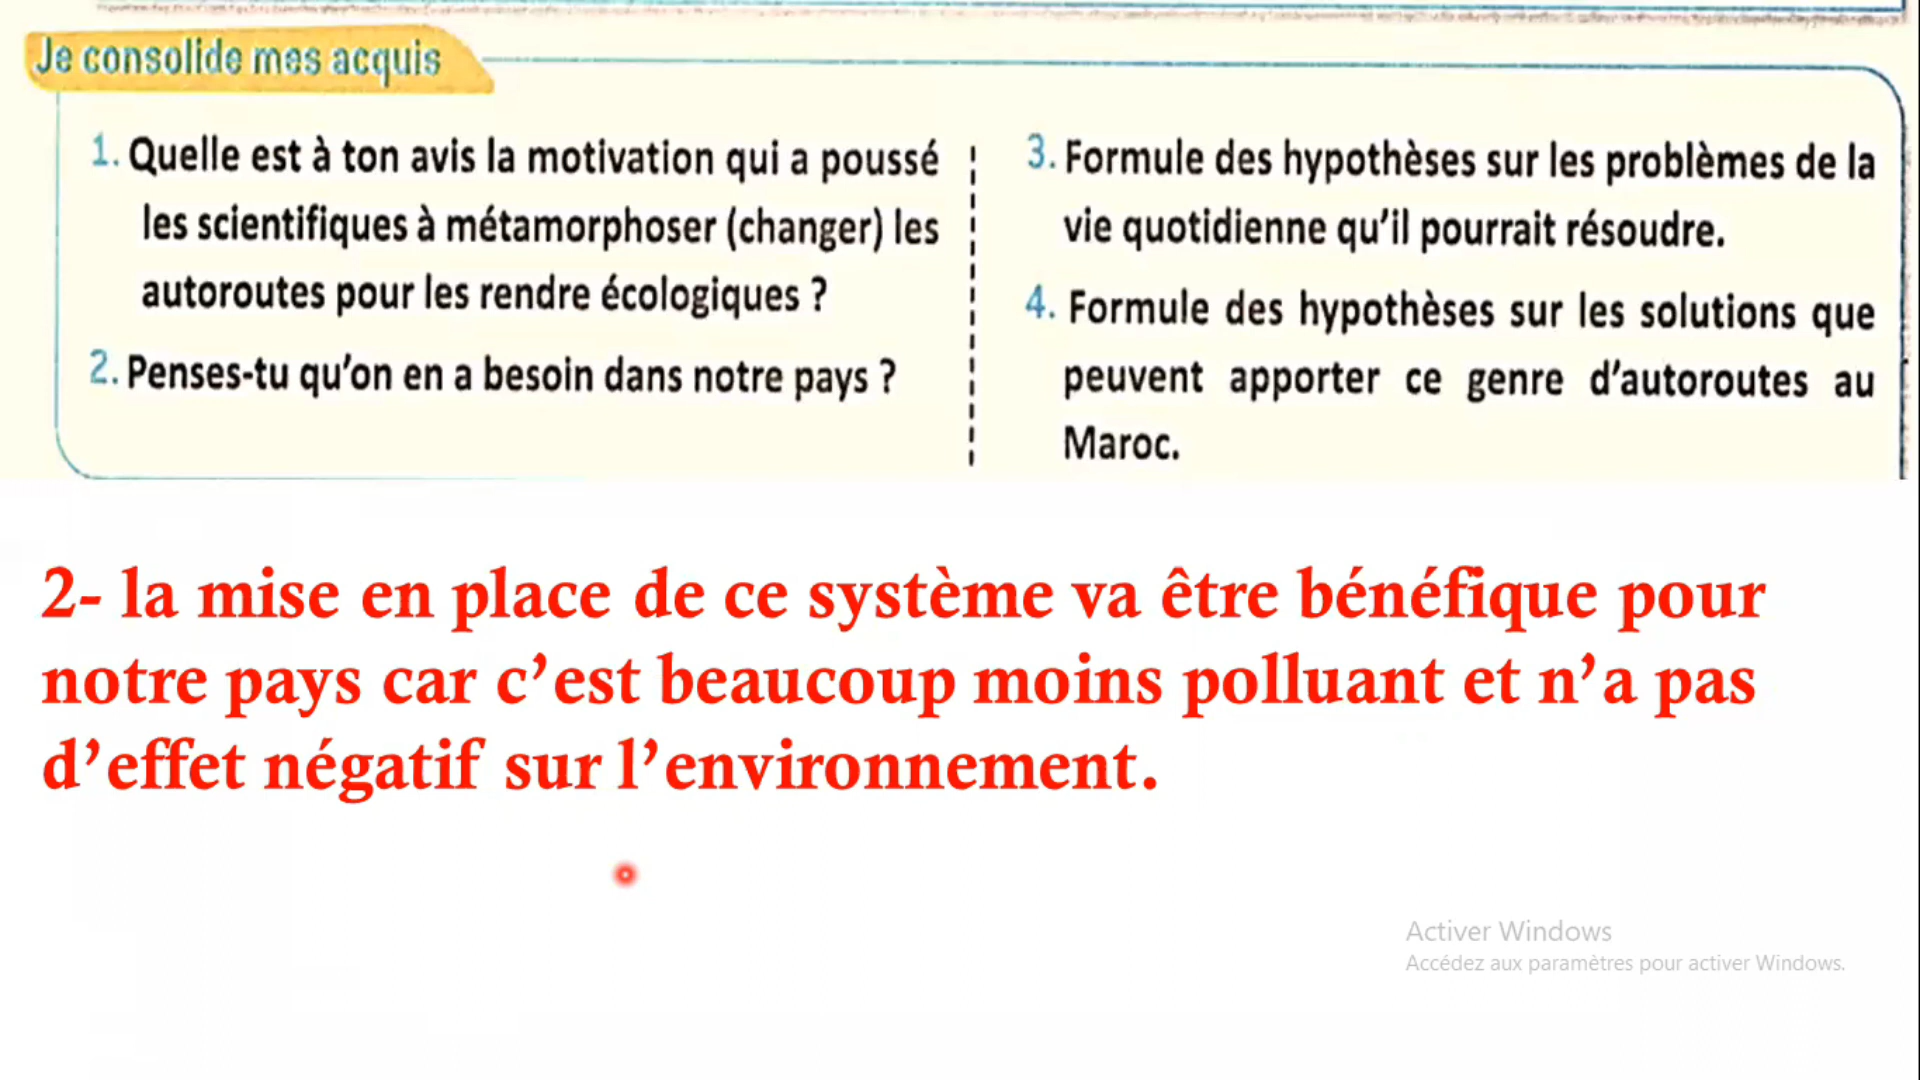 Je consolide mes acquis
1. Quelle est à ton avis la motivation qui a poussé
les scientifiques à métamorphoser (changer) les
autoroutes pour les rendre écologiques ?
2. Penses-tu qu'on en a besoin dans notre pays ?
3. Formule des hypothèses sur les problèmes de la
vie quotidienne qu'il pourrait résoudre.
4. Formule des hypothèses sur les solutions que
peuvent apporter ce genre d'autoroutes au
Maroc.
2- la mise en place de ce système va être bénéfique pour
notre pays car c’est beaucoup moins polluant et n’a pas
d’effet négatif sur l’environnement.
Activer Windows
Accédez aux paramètres pour activer Windows.